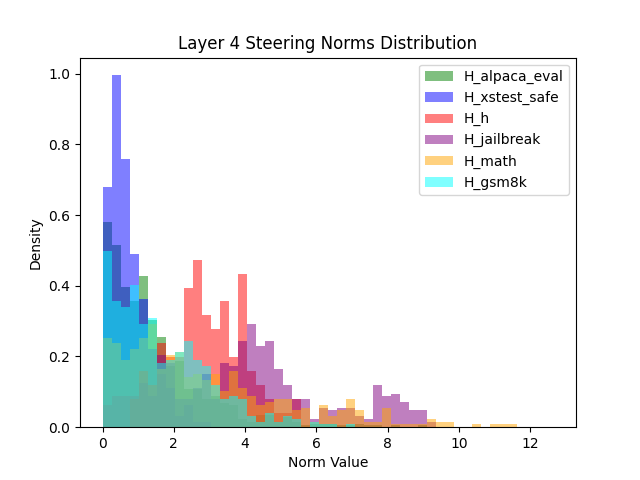 Layer 4 Steering Norms Distribution
H_alpaca_eval
H_xstest_safe
H_h
H_jailbreak
H_math
H_gsm8k
Density
1.0
0.8
0.6
0.4
0.2
0.0
0 2 4 6 8 10 12
Norm Value